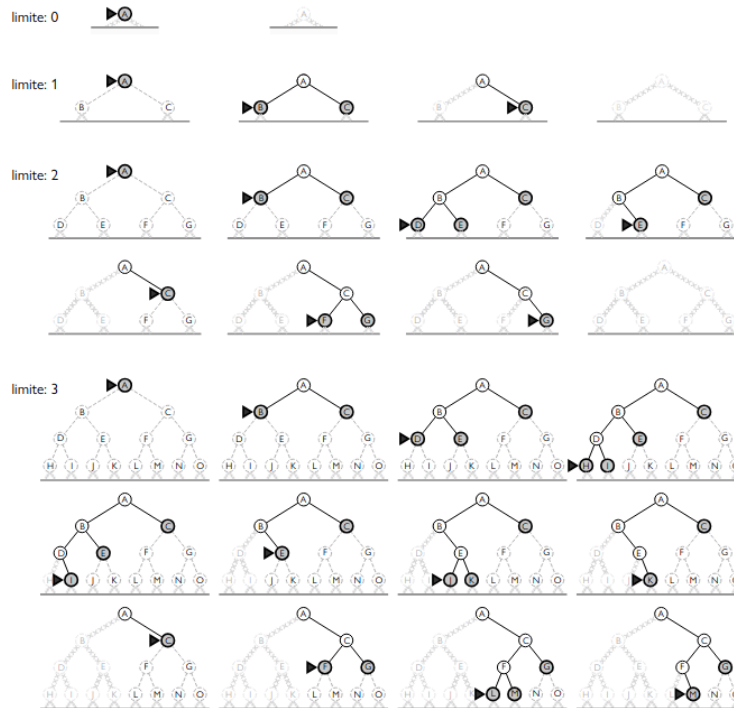 limite: 0 A A
limite: 1 A A A A
B C B C B C B C
limite: 2 A A A A
B C B C B C B C
D E F G D E F G D E F G D E F G
A A A A
B C B C B C B C
D E F G D E F G D E F G D E F G
limite: 3 A A A A
B C B C B C B C
D E F G D E F G D E F G D E F G
H I J K L M N O H I J K L M N O H I J K L M N O H I J K L M N O
A A A A
B C B C B C B C
D E F G D E F G D E F G D E F G
H I J K L M N O H I J K L M N O H I J K L M N O H I J K L M N O
A A A A
B C B C B C B C
D E F G D E F G D E F G D E F G
H I J K L M N O H I J K L M N O H I J K L M N O H I J K L M N O